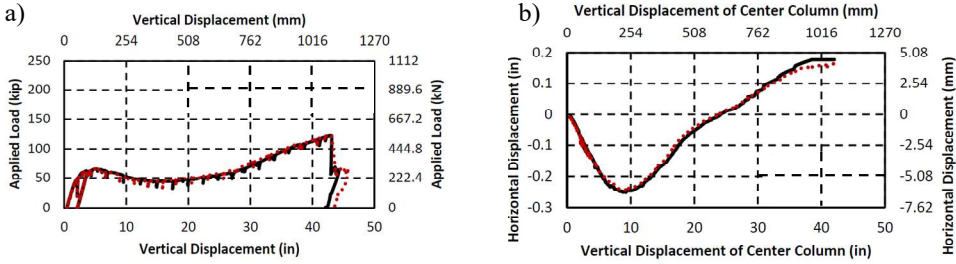 a)
Vertical Displacement (mm)
0 254 508 762 1016 1270
250 1112
200 889.6
150 667.2
100 444.8
50 222.4
0 0
Applied Load (kip)
Applied Load (kN)
0 10 20 30 40 50
Vertical Displacement (in)
b)
Vertical Displacement of Center Column (mm)
0 254 508 762 1016 1270
0.2 5.08
0.1 2.54
0 0
-0.1 -2.54
-0.2 -5.08
-0.3 -7.62
Horizontal Displacement (in)
Horizontal Displacement (mm)
0 10 20 30 40 50
Vertical Displacement of Center Column (in)